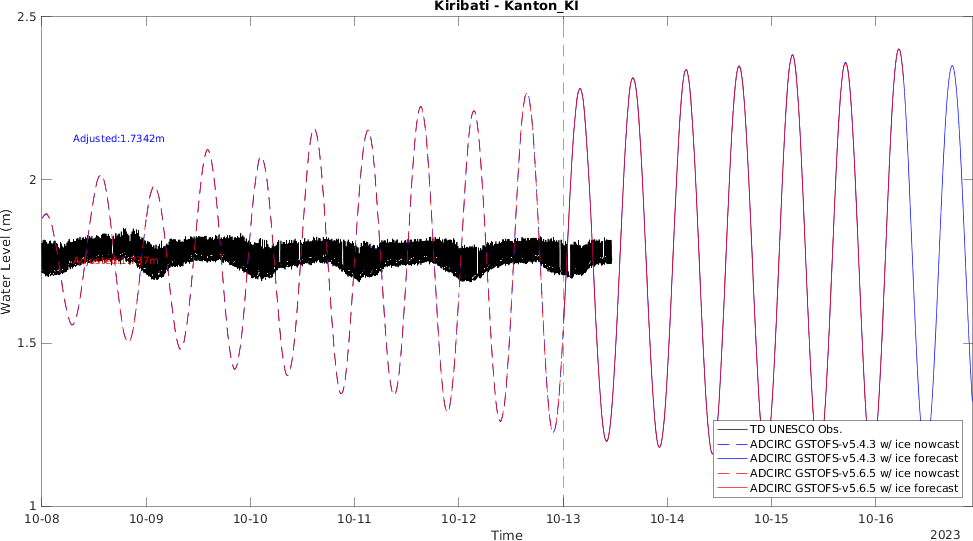 Kiribati - Kanton_KI
2.5
Adjusted:1.7342m
2
Adjusted:1.737m
Water Level (m)
1.5
TD UNESCO Obs.
ADCIRC GSTOFS-v5.4.3 w/ ice nowcast
ADCIRC GSTOFS-v5.4.3 w/ ice forecast
ADCIRC GSTOFS-v5.6.5 w/ ice nowcast
ADCIRC GSTOFS-v5.6.5 w/ ice forecast
1
10-08 10-09 10-10 10-11 10-12 10-13 10-14 10-15 10-16
Time
2023